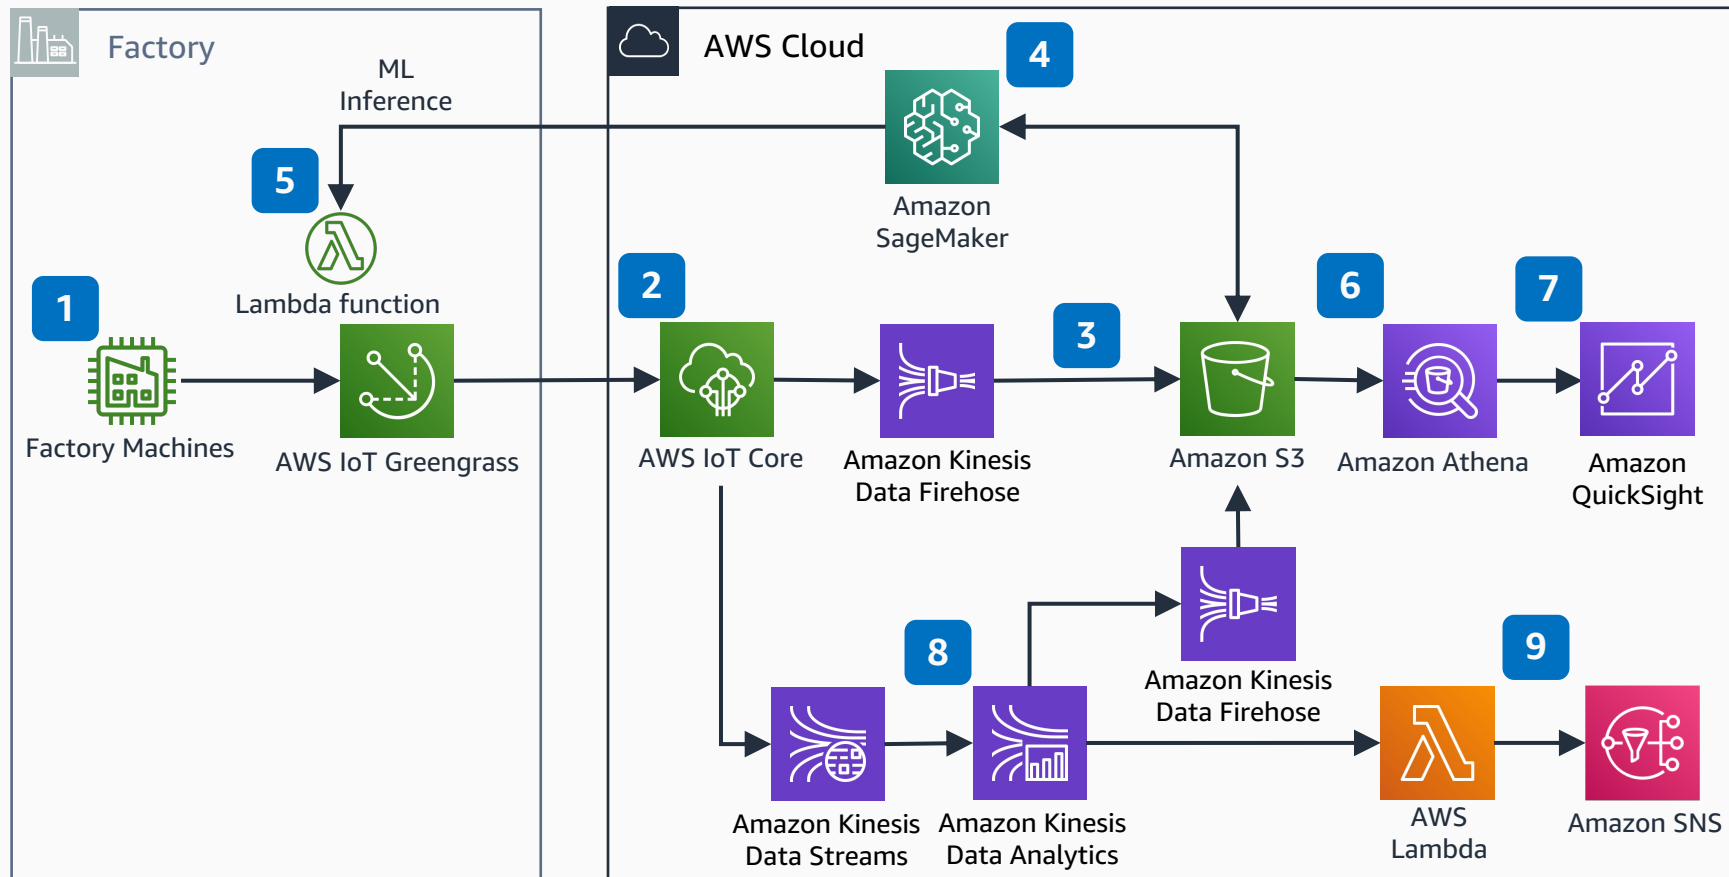 Factory
AWS Cloud
4
ML
Inference
5
Amazon
SageMaker
Lambda function
1
2
3
6
7
Factory Machines
AWS IoT Greengrass
AWS IoT Core
Amazon Kinesis
Data Firehose
Amazon S3
Amazon Athena
Amazon
QuickSight
8
Amazon Kinesis
Data Firehose
9
Amazon Kinesis
Data Streams
Amazon Kinesis
Data Analytics
AWS
Lambda
Amazon SNS